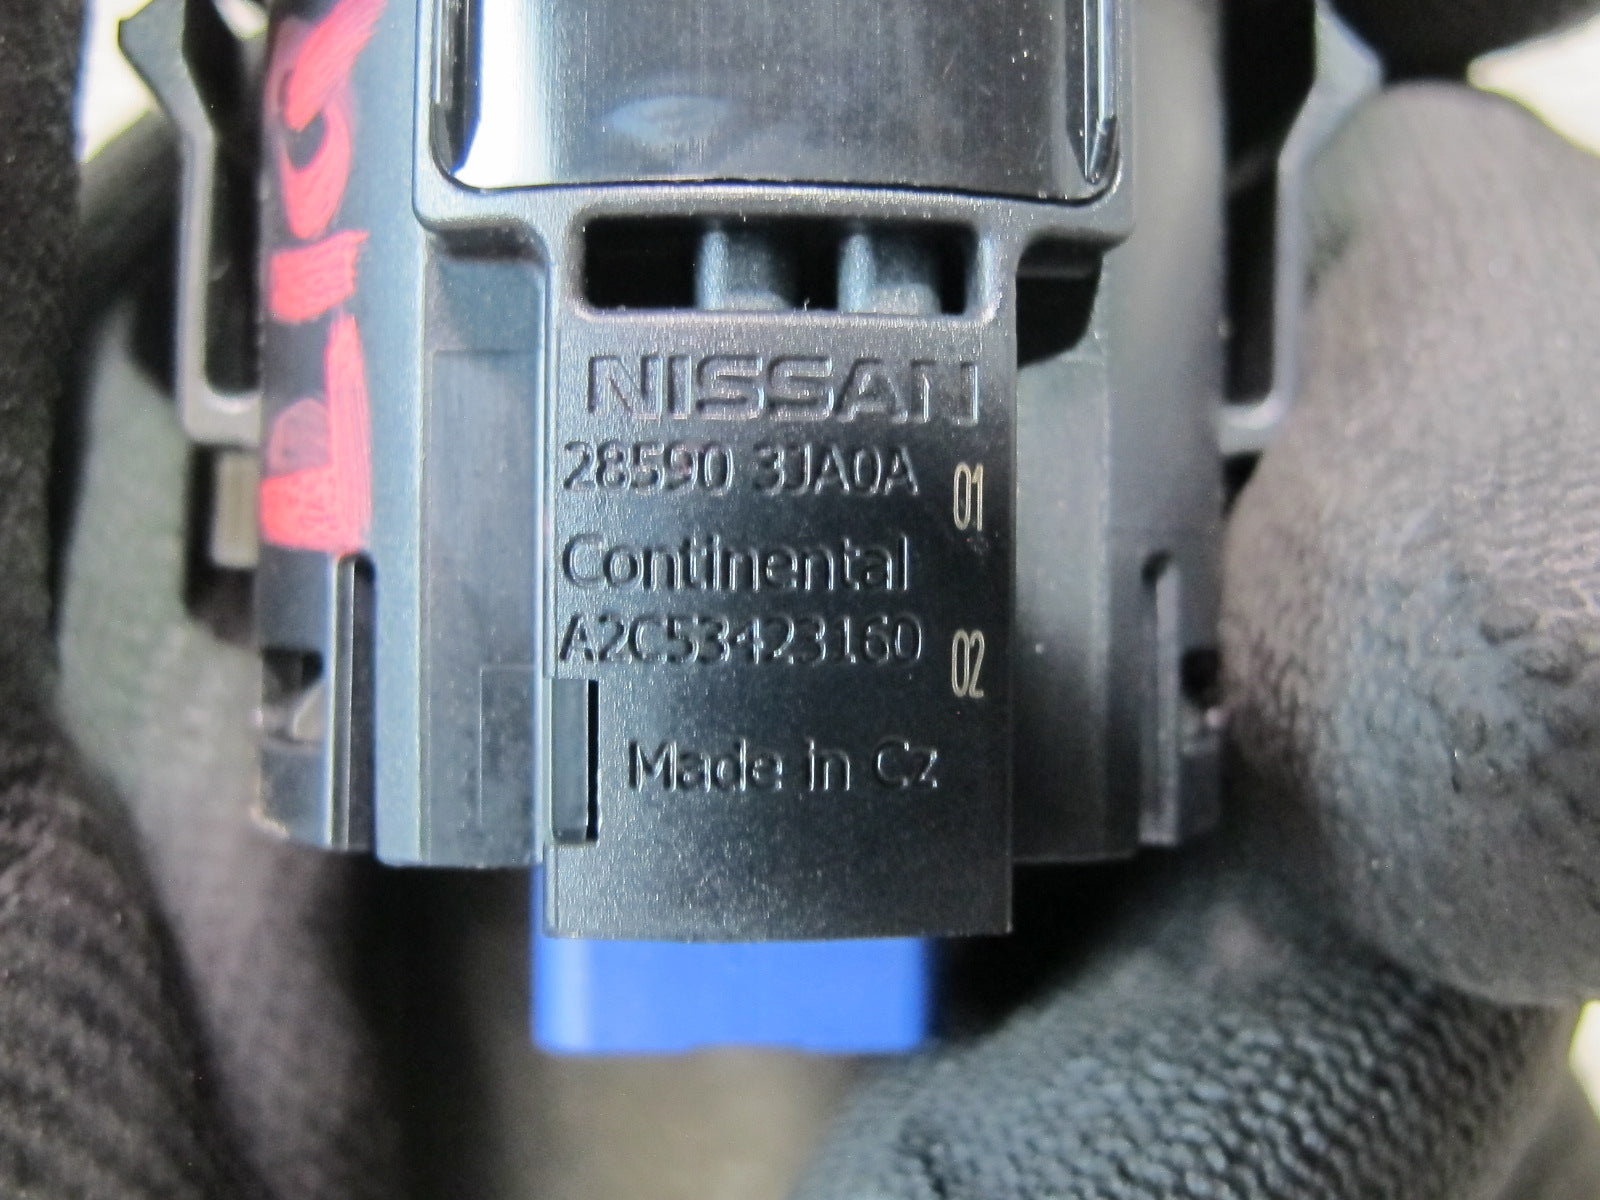 NISSAN
28590 3JA0A
01
Continental
A2C53423160
02
Made in Cz